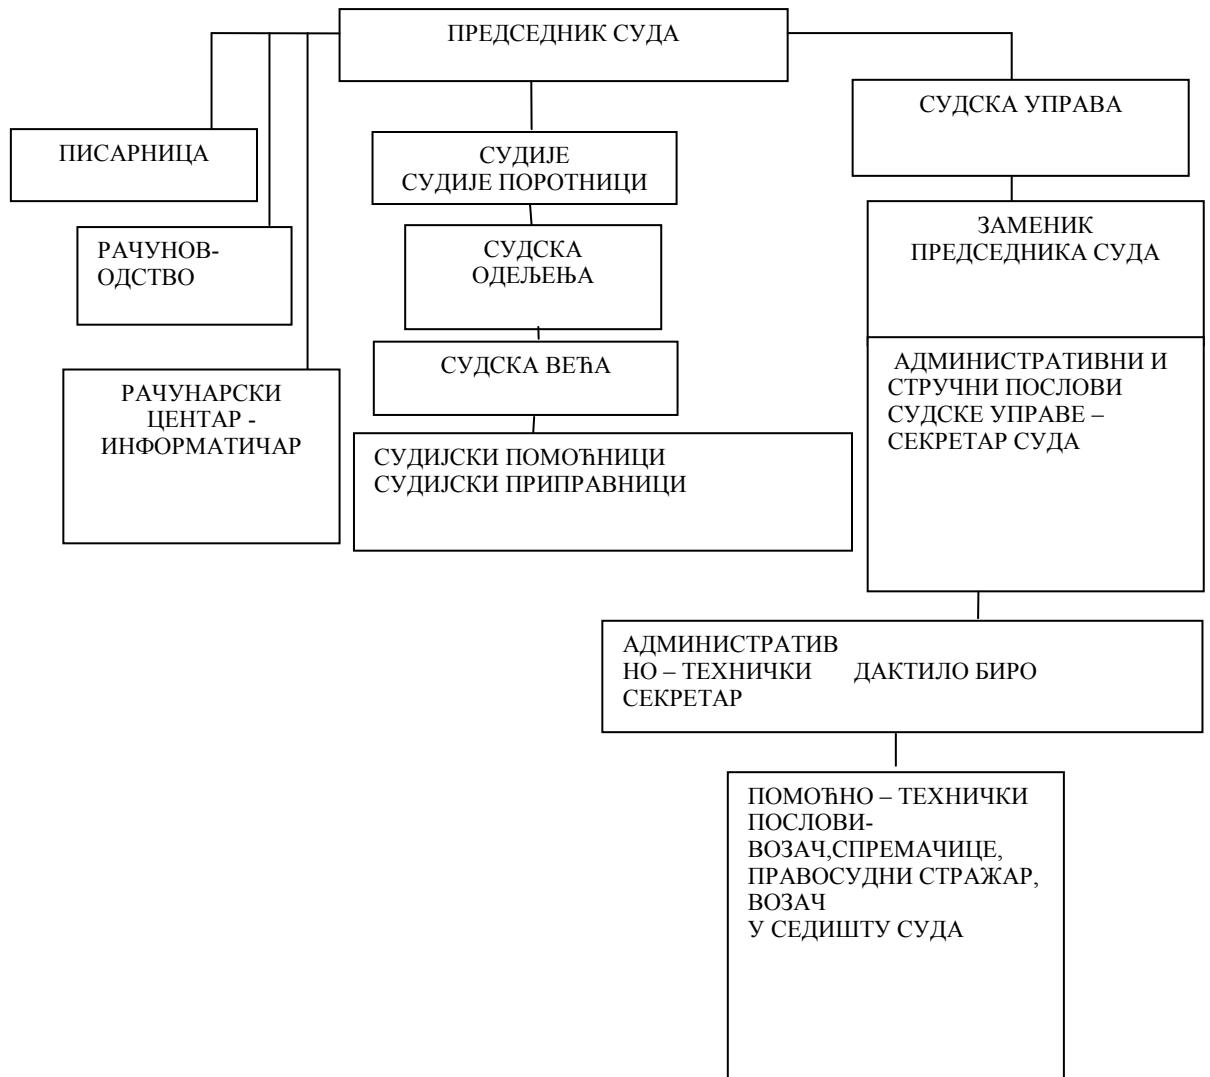 ПРЕДСЕДНИК СУДА
СУДСКА УПРАВА
ПИСАРНИЦА
СУДИЈЕ
СУДИЈЕ ПОРОТНИЦИ
РАЧУНОВ-
ОДСТВО
СУДСКА
ОДЕЉЕЊА
ЗАМЕНИК
ПРЕДСЕДНИКА СУДА
СУДСКА ВЕЋА
АДМИНИСТРАТИВНИ И
СТРУЧНИ ПОСЛОВИ
СУДСКЕ УПРАВЕ –
СЕКРЕТАР СУДА
РАЧУНАРСКИ
ЦЕНТАР -
ИНФОРМАТИЧАР
СУДИЈСКИ ПОМОЋНИЦИ
СУДИЈСКИ ПРИПРАВНИЦИ
АДМИНИСТРАТИВ
НО – ТЕХНИЧКИ ДАКТИЛО БИРО
СЕКРЕТАР
ПОМОЋНО – ТЕХНИЧКИ
ПОСЛОВИ-
ВОЗАЧ,СПРЕМАЧИЦЕ,
ПРАВОСУДНИ СТРАЖАР,
ВОЗАЧ
У СЕДИШТУ СУДА